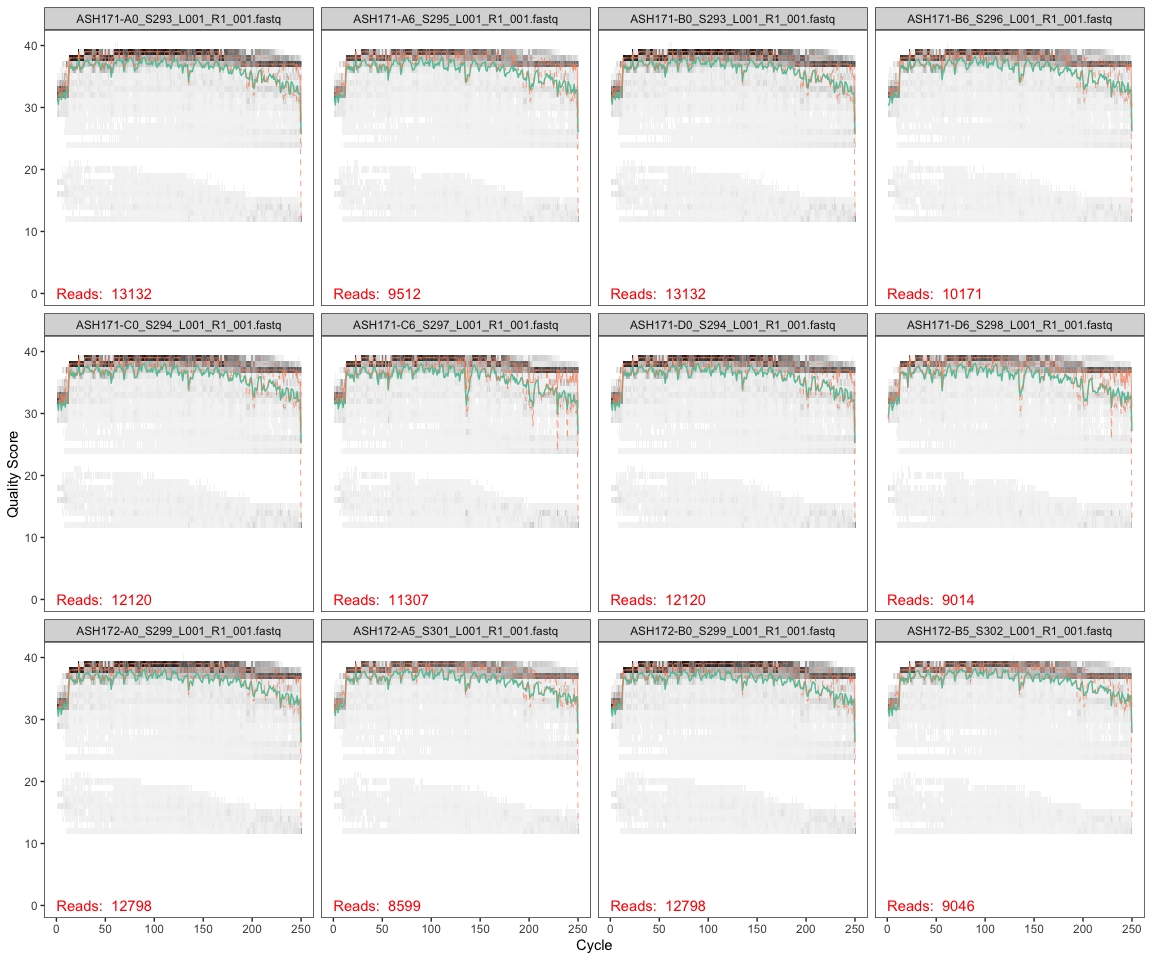 ASH171-A0_S293_L001_R1_001.fastq
ASH171-A6_S295_L001_R1_001.fastq
ASH171-B0_S293_L001_R1_001.fastq
ASH171-B6_S296_L001_R1_001.fastq
40
30
20
10
0
Reads: 13132
Reads: 9512
Reads: 13132
Reads: 10171
ASH171-C0_S294_L001_R1_001.fastq
ASH171-C6_S297_L001_R1_001.fastq
ASH171-D0_S294_L001_R1_001.fastq
ASH171-D6_S298_L001_R1_001.fastq
Quality Score
40
30
20
10
0
Reads: 12120
Reads: 11307
Reads: 12120
Reads: 9014
ASH172-A0_S299_L001_R1_001.fastq
ASH172-A5_S301_L001_R1_001.fastq
ASH172-B0_S299_L001_R1_001.fastq
ASH172-B5_S302_L001_R1_001.fastq
40
30
20
10
0
Reads: 12798
Reads: 8599
Reads: 12798
Reads: 9046
0 50 100 150 200 250
0 50 100 150 200 250
0 50 100 150 200 250
0 50 100 150 200 250
Cycle